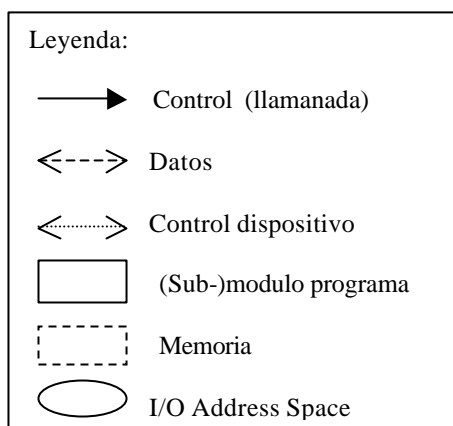 Leyenda:
Control (llamanada)
Datos
Control dispositivo
(Sub-)modulo programa
Memoria
I/O Address Space